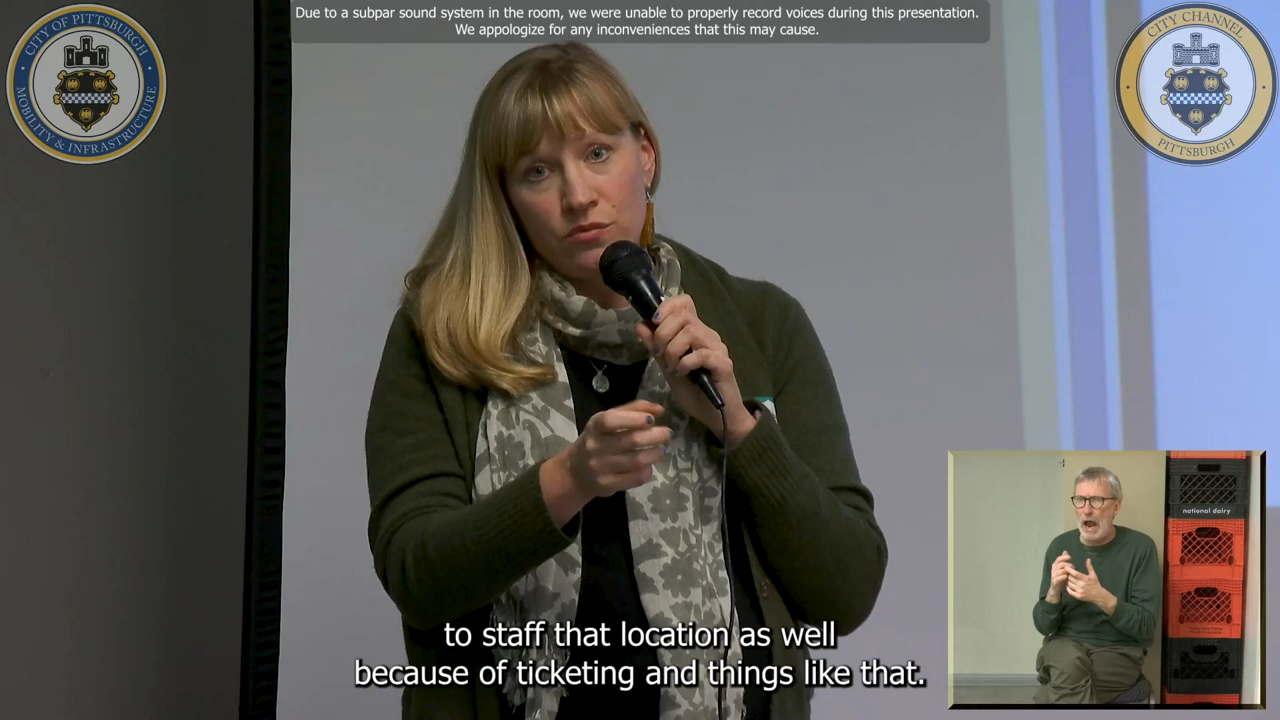 Due to a subpar sound system in the room, we were unable to properly record voices during this presentation.
We appologize for any inconveniences that this may cause.
CITY OF PITTSBURGH
MOBILITY & INFRASTRUCTURE
CITY CHANNEL
PITTSBURGH
national dairy
to staff that location as well
because of ticketing and things like that.